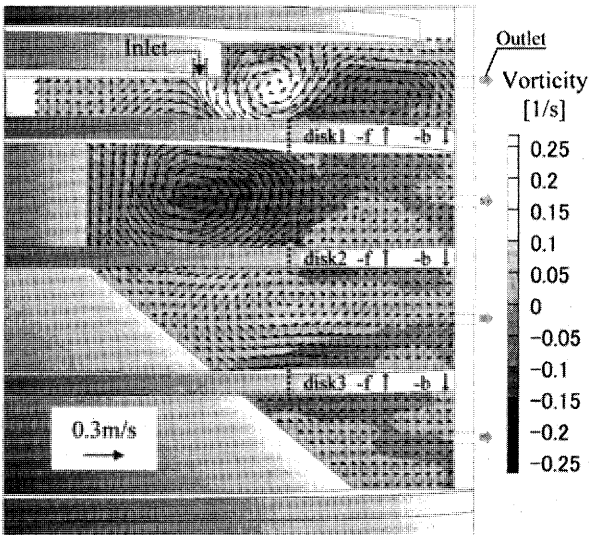 Outlet
Inlet
Vorticity
[1/s]
disk1 -f ↑ -b ↓
disk2 -f ↑ -b ↓
disk3 -f ↑ -b ↓
0.3m/s
0.25
0.2
0.15
0.1
0.05
0
-0.05
-0.1
-0.15
-0.2
-0.25